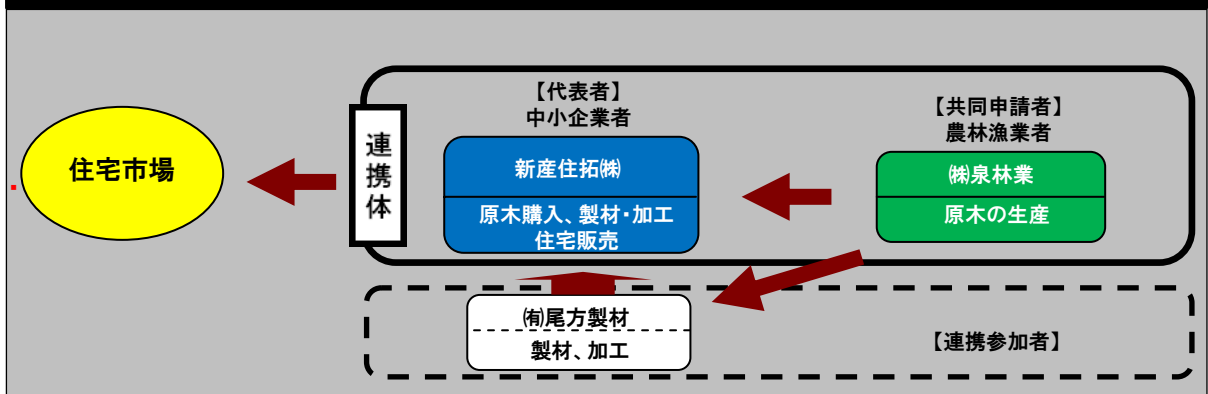 住宅市場
連携体
【代表者】
中小企業者
新産住拓㈱
原木購入、製材・加工
住宅販売
【共同申請者】
農林漁業者
㈱泉林業
原木の生産
㈲尾方製材
製材、加工
【連携参加者】